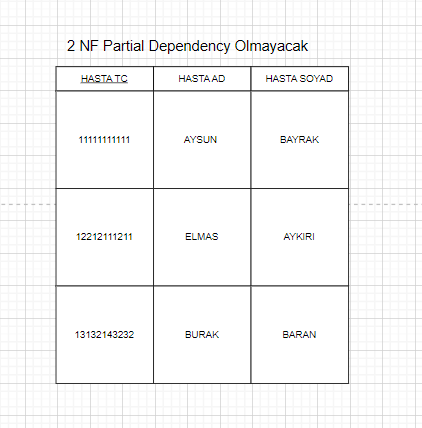 2 NF Partial Dependency Olmayacak
HASTA TC HASTA AD HASTA SOYAD
11111111111 AYSUN BAYRAK
12212111211 ELMAS AYKIRI
13132143232 BURAK BARAN